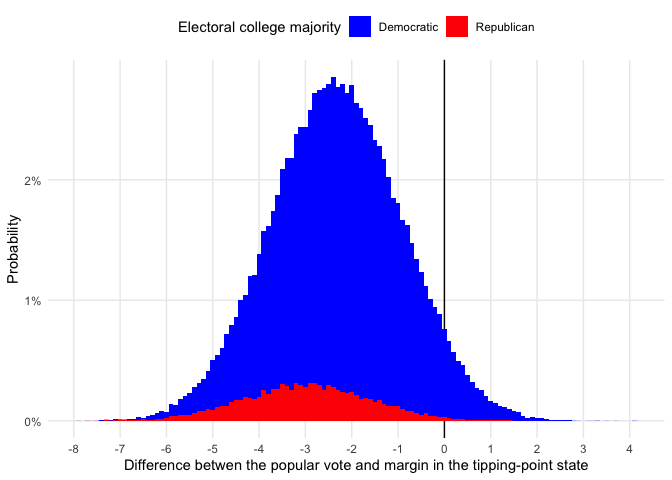 Electoral college majority Democratic Republican
Probability
2%
1%
0%
-8 -7 -6 -5 -4 -3 -2 -1 0 1 2 3 4
Difference betwen the popular vote and margin in the tipping-point state